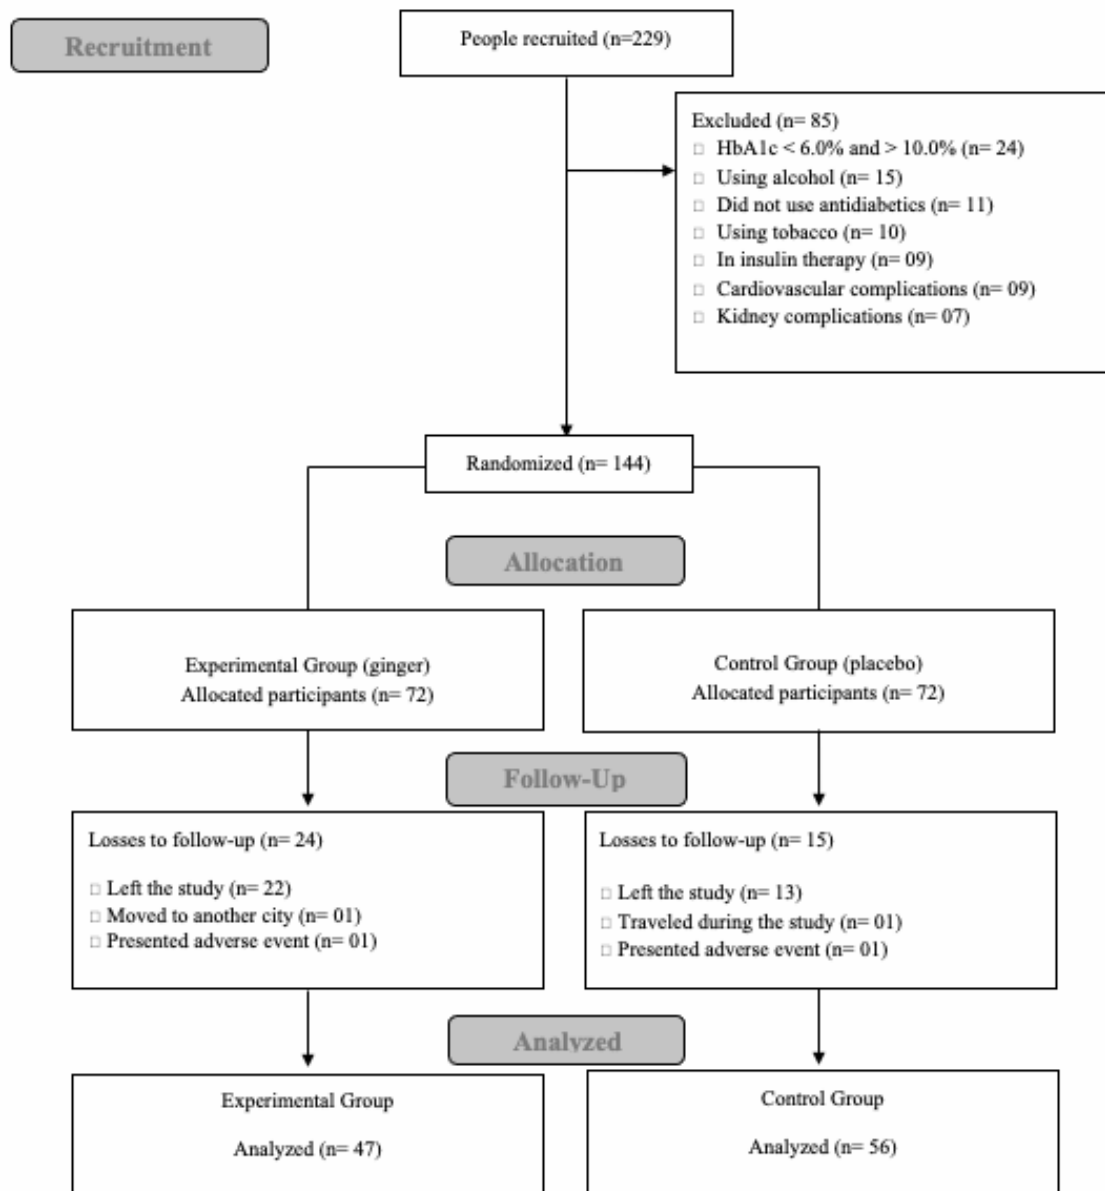 Recruitment
People recruited (n=229)
Excluded (n= 85)
□ HbA1c < 6.0% and > 10.0% (n= 24)
□ Using alcohol (n= 15)
□ Did not use antidiabetics (n= 11)
□ Using tobacco (n= 10)
□ In insulin therapy (n= 09)
□ Cardiovascular complications (n= 09)
□ Kidney complications (n= 07)
Randomized (n= 144)
Allocation
Experimental Group (ginger)
Allocated participants (n= 72)
Control Group (placebo)
Allocated participants (n= 72)
Follow-Up
Losses to follow-up (n= 24)
□ Left the study (n= 22)
□ Moved to another city (n= 01)
□ Presented adverse event (n= 01)
Losses to follow-up (n= 15)
□ Left the study (n= 13)
□ Traveled during the study (n= 01)
□ Presented adverse event (n= 01)
Analyzed
Experimental Group
Analyzed (n= 47)
Control Group
Analyzed (n= 56)